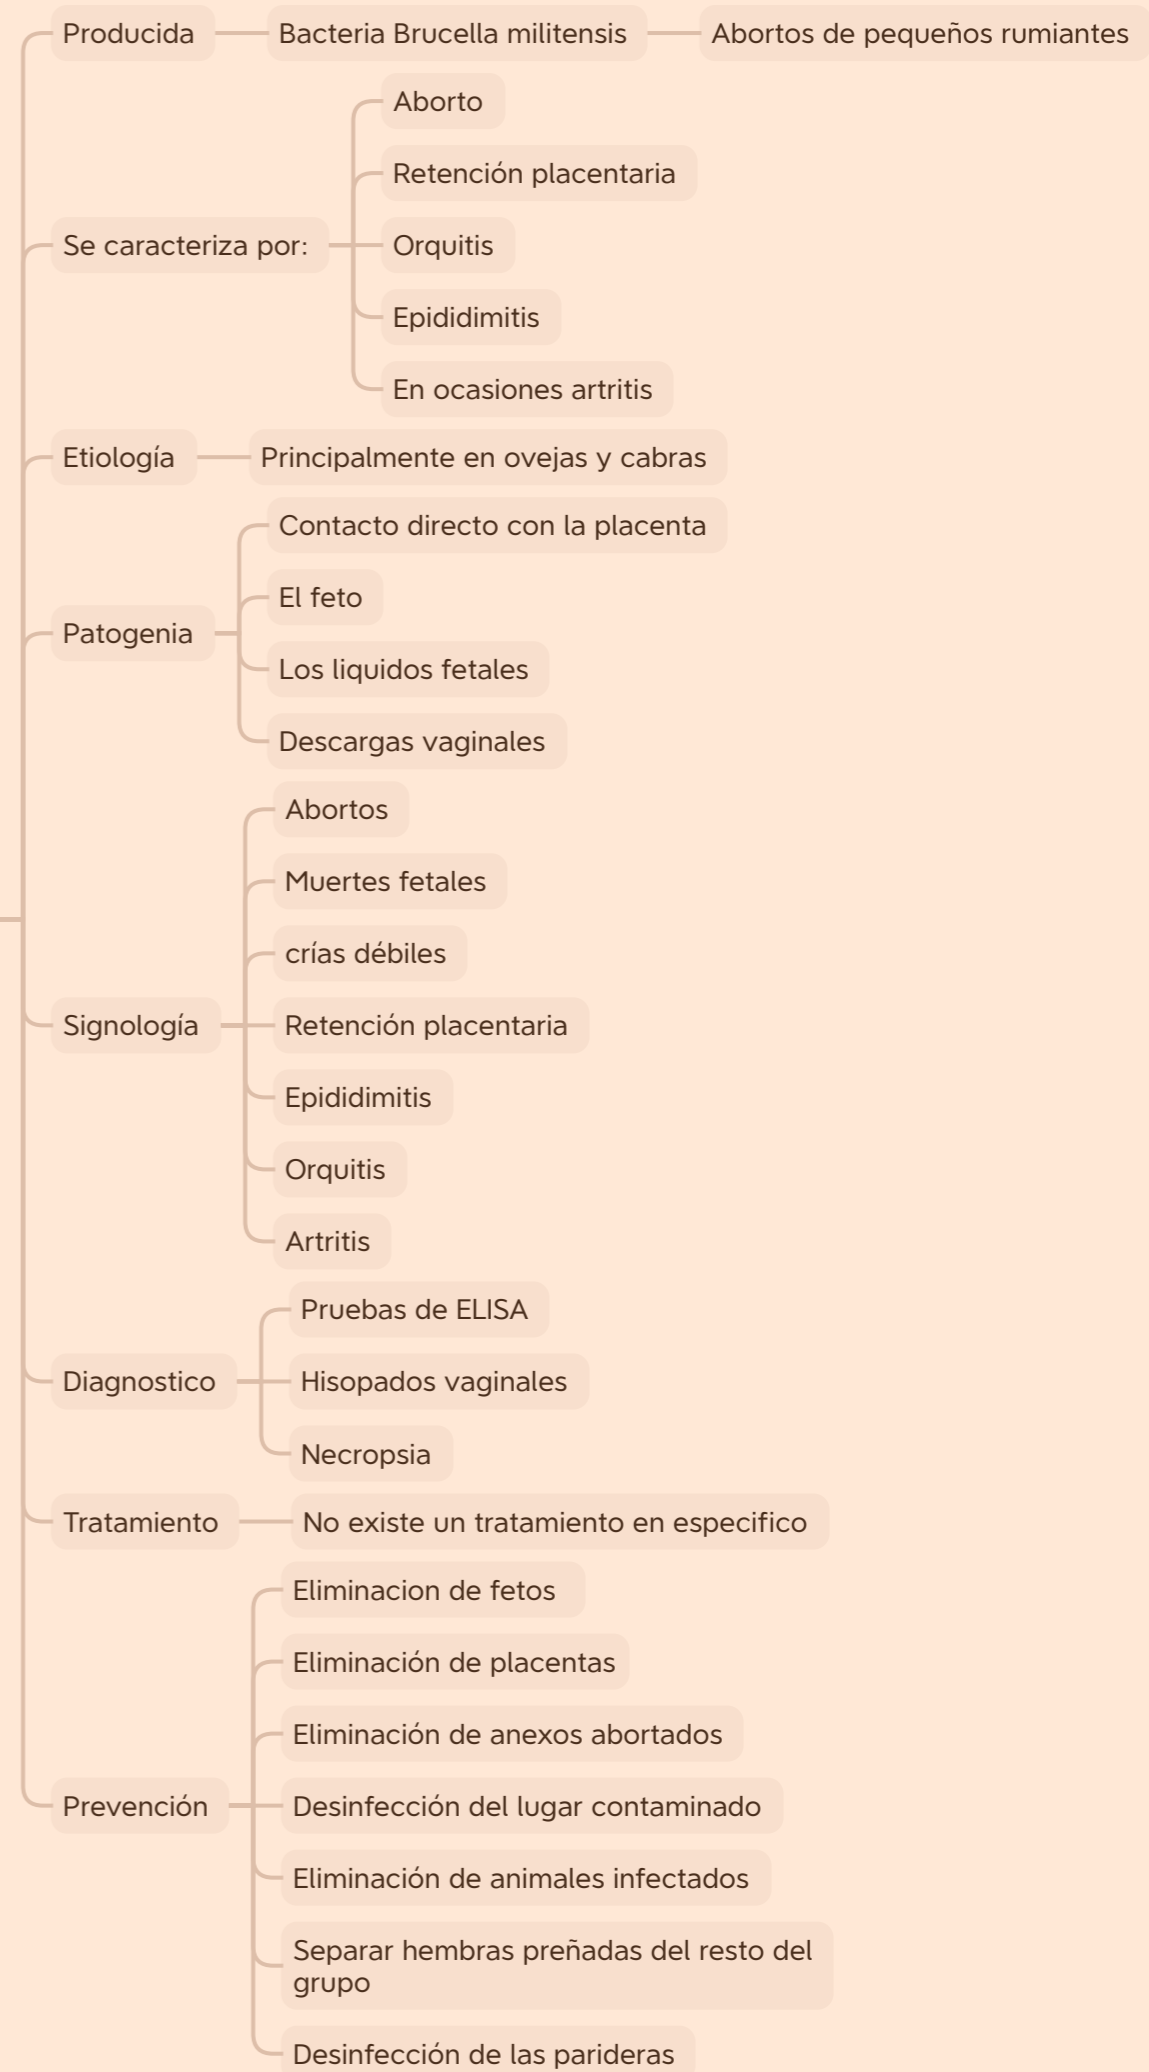 Producida
Bacteria Brucella militensis
Abortos de pequeños rumiantes
Se caracteriza por:
Aborto
Retención placentaria
Orquitis
Epididimitis
En ocasiones artritis
Etiología
Principalmente en ovejas y cabras
Patogenia
Contacto directo con la placenta
El feto
Los liquidos fetales
Descargas vaginales
Signología
Abortos
Muertes fetales
crías débiles
Retención placentaria
Epididimitis
Orquitis
Artritis
Diagnostico
Pruebas de ELISA
Hisopados vaginales
Necropsia
Tratamiento
No existe un tratamiento en especifico
Prevención
Eliminacion de fetos
Eliminación de placentas
Eliminación de anexos abortados
Desinfección del lugar contaminado
Eliminación de animales infectados
Separar hembras preñadas del resto del
grupo
Desinfección de las parideras